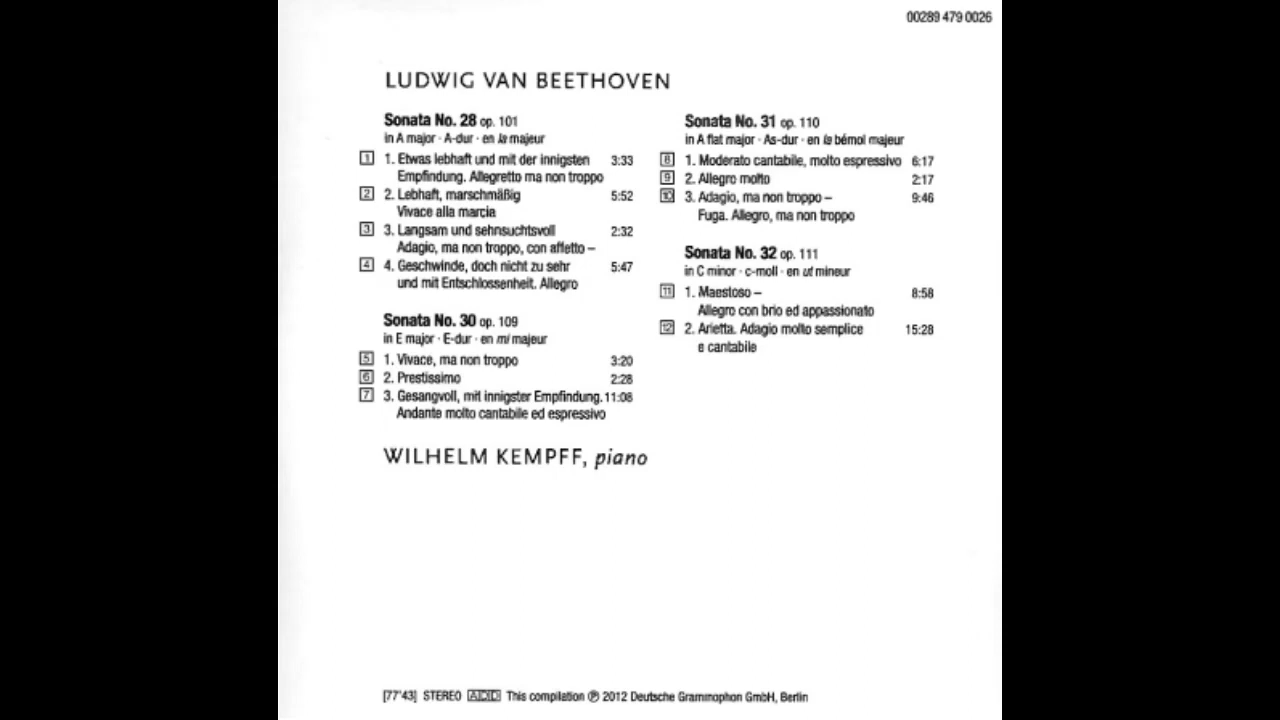 00289 479 0026
LUDWIG VAN BEETHOVEN
Sonata No. 28 op. 101
in A major · A-dur · en la majeur
1 1. Etwas lebhaft und mit der innigsten 3:33
Empfindung. Allegretto ma non troppo
2 2. Lebhaft, marschmäßig 5:52
Vivace alla marcia
3 3. Langsam und sehnsuchtsvoll 2:32
Adagio, ma non troppo, con affetto –
4 4. Geschwinde, doch nicht zu sehr 5:47
und mit Entschlossenheit. Allegro
Sonata No. 30 op. 109
in E major · E-dur · en mi majeur
5 1. Vivace, ma non troppo 3:20
6 2. Prestissimo 2:28
7 3. Gesangvoll, mit innigster Empfindung. 11:08
Andante molto cantabile ed espressivo
Sonata No. 31 op. 110
in A flat major · As-dur · en la bémol majeur
8 1. Moderato cantabile, molto espressivo 6:17
9 2. Allegro molto 2:17
10 3. Adagio, ma non troppo – 9:46
Fuga. Allegro, ma non troppo
Sonata No. 32 op. 111
in C minor · c-moll · en ut mineur
11 1. Maestoso – 8:58
Allegro con brio ed appassionato
12 2. Arietta. Adagio molto semplice 15:28
e cantabile
WILHELM KEMPFF, piano
[77'43] STEREO ADD This compilation ℗ 2012 Deutsche Grammophon GmbH, Berlin